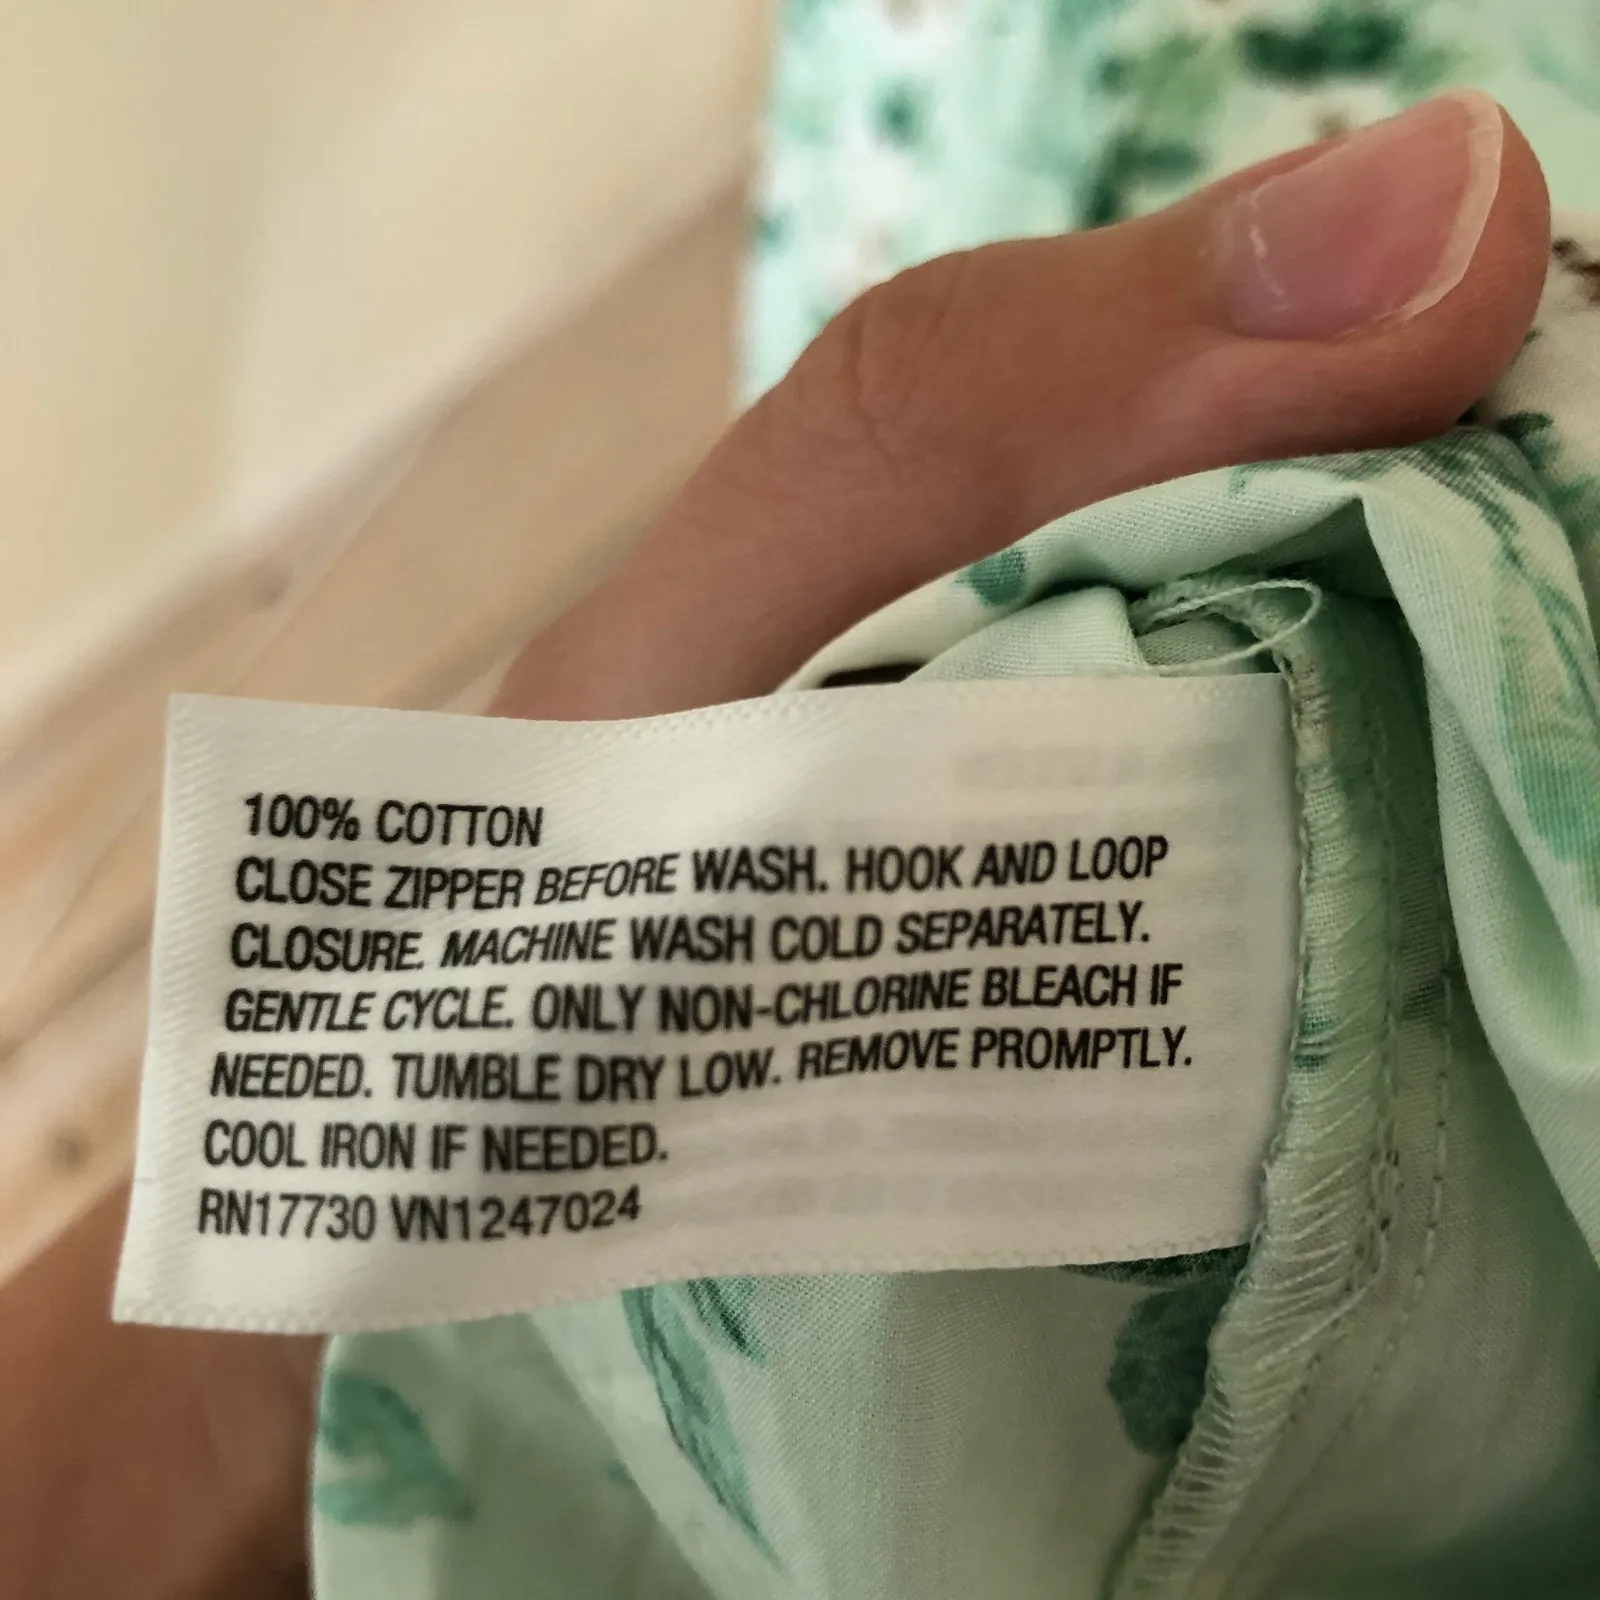 100% COTTON
CLOSE ZIPPER BEFORE WASH. HOOK AND LOOP
CLOSURE. MACHINE WASH COLD SEPARATELY.
GENTLE CYCLE. ONLY NON-CHLORINE BLEACH IF
NEEDED. TUMBLE DRY LOW. REMOVE PROMPTLY.
COOL IRON IF NEEDED.
RN17730 VN1247024